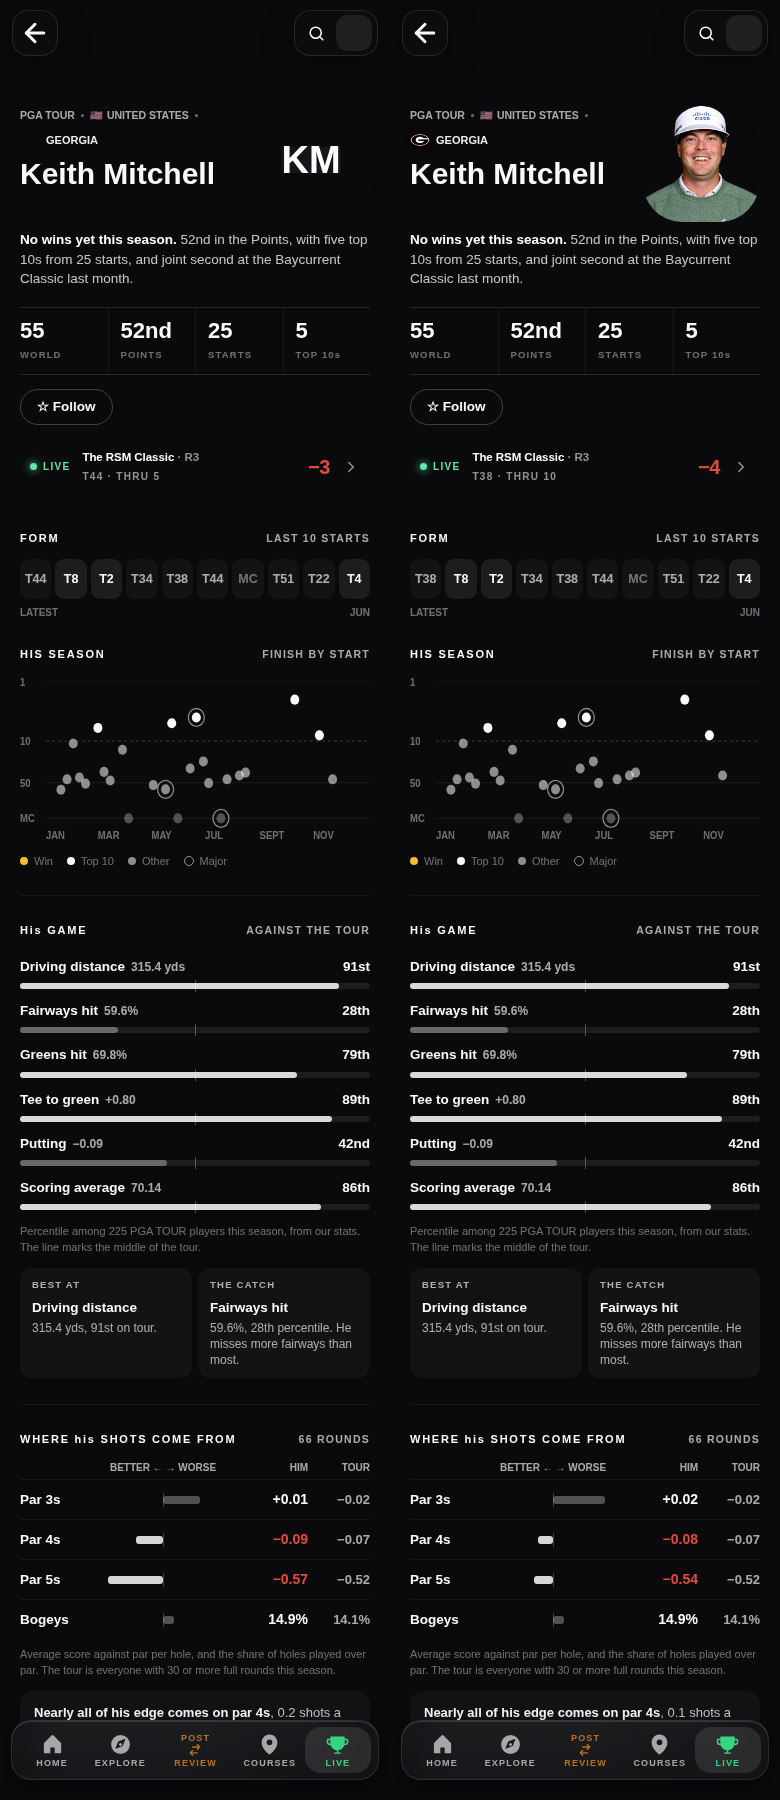 PGA TOUR • 🇺🇸 UNITED STATES •
GEORGIA
Keith Mitchell
KM
No wins yet this season. 52nd in the Points, with five top
10s from 25 starts, and joint second at the Baycurrent
Classic last month.
55 52nd 25 5
WORLD POINTS STARTS TOP 10s
☆ Follow
LIVE The RSM Classic · R3
T44 · THRU 5
−3
FORM LAST 10 STARTS
T44 T8 T2 T34 T38 T44 MC T51 T22 T4
LATEST JUN
HIS SEASON FINISH BY START
1
10
50
MC
JAN MAR MAY JUL SEPT NOV
Win Top 10 Other Major
His GAME AGAINST THE TOUR
Driving distance 315.4 yds 91st
Fairways hit 59.6% 28th
Greens hit 69.8% 79th
Tee to green +0.80 89th
Putting −0.09 42nd
Scoring average 70.14 86th
Percentile among 225 PGA TOUR players this season, from our stats.
The line marks the middle of the tour.
BEST AT
Driving distance
315.4 yds, 91st on tour.
THE CATCH
Fairways hit
59.6%, 28th percentile. He
misses more fairways than
most.
WHERE his SHOTS COME FROM 66 ROUNDS
BETTER ← → WORSE HIM TOUR
Par 3s +0.01 −0.02
Par 4s −0.09 −0.07
Par 5s −0.57 −0.52
Bogeys 14.9% 14.1%
Average score against par per hole, and the share of holes played over
par. The tour is everyone with 30 or more full rounds this season.
Nearly all of his edge comes on par 4s, 0.2 shots a
HOME EXPLORE POST REVIEW COURSES LIVE
PGA TOUR • 🇺🇸 UNITED STATES •
GEORGIA
Keith Mitchell
cisco
No wins yet this season. 52nd in the Points, with five top
10s from 25 starts, and joint second at the Baycurrent
Classic last month.
55 52nd 25 5
WORLD POINTS STARTS TOP 10s
☆ Follow
LIVE The RSM Classic · R3
T38 · THRU 10
−4
FORM LAST 10 STARTS
T38 T8 T2 T34 T38 T44 MC T51 T22 T4
LATEST JUN
HIS SEASON FINISH BY START
1
10
50
MC
JAN MAR MAY JUL SEPT NOV
Win Top 10 Other Major
His GAME AGAINST THE TOUR
Driving distance 315.4 yds 91st
Fairways hit 59.6% 28th
Greens hit 69.8% 79th
Tee to green +0.80 89th
Putting −0.09 42nd
Scoring average 70.14 86th
Percentile among 225 PGA TOUR players this season, from our stats.
The line marks the middle of the tour.
BEST AT
Driving distance
315.4 yds, 91st on tour.
THE CATCH
Fairways hit
59.6%, 28th percentile. He
misses more fairways than
most.
WHERE his SHOTS COME FROM 66 ROUNDS
BETTER ← → WORSE HIM TOUR
Par 3s +0.02 −0.02
Par 4s −0.08 −0.07
Par 5s −0.54 −0.52
Bogeys 14.9% 14.1%
Average score against par per hole, and the share of holes played over
par. The tour is everyone with 30 or more full rounds this season.
Nearly all of his edge comes on par 4s, 0.1 shots a
HOME EXPLORE POST REVIEW COURSES LIVE